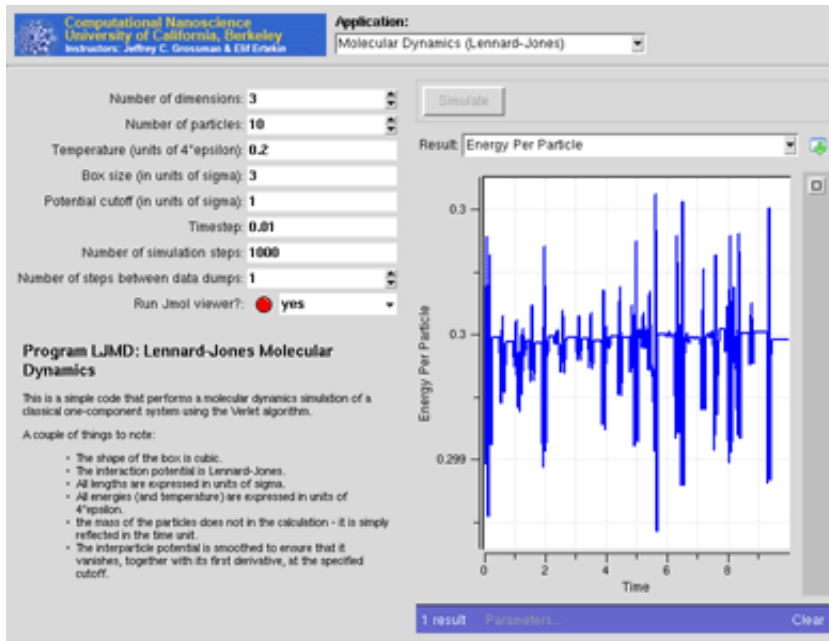 Computational Nanoscience
University of California, Berkeley
Instructors: Jeffrey C. Grossman & Elif Ertekin
Application:
Molecular Dynamics (Lennard-Jones)
Number of dimensions: 3
Number of particles: 10
Temperature (units of 4*epsilon): 0.2
Box size (in units of sigma): 3
Potential cutoff (in units of sigma): 1
Timestep: 0.01
Number of simulation steps: 1000
Number of steps between data dumps: 1
Run Jmol viewer?: yes
Program LJMD: Lennard-Jones Molecular
Dynamics
This is a simple code that performs a molecular dynamics simulation of a
classical one-component system using the Verlet algorithm.
A couple of things to note:
The shape of the box is cubic.
The interaction potential is Lennard-Jones.
All lengths are expressed in units of sigma.
All energies (and temperature) are expressed in units of
4*epsilon.
the mass of the particles does not in the calculation - it is simply
reflected in the time unit.
The interparticle potential is smoothed to ensure that it
vanishes, together with its first derivative, at the specified
cutoff.
Simulate
Result: Energy Per Particle
Energy Per Particle
0.3
0.3
0.299
0 2 4 6 8
Time
1 result Parameters... Clear